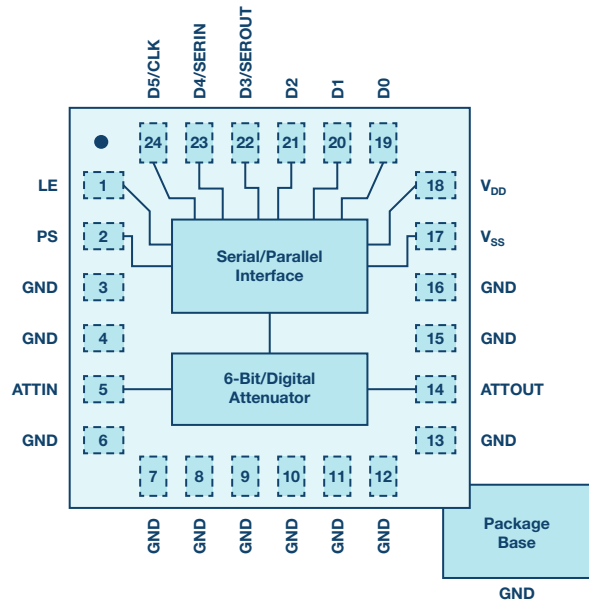 D5/CLK
D4/SERIN
D3/SEROUT
D2
D1
D0
24
23
22
21
20
19
LE
1
18
VDD
PS
2
17
VSS
Serial/Parallel
Interface
GND
3
16
GND
GND
4
15
GND
6-Bit/Digital
Attenuator
ATTIN
5
14
ATTOUT
GND
6
13
GND
7
8
9
10
11
12
GND
GND
GND
GND
GND
GND
Package
Base
GND